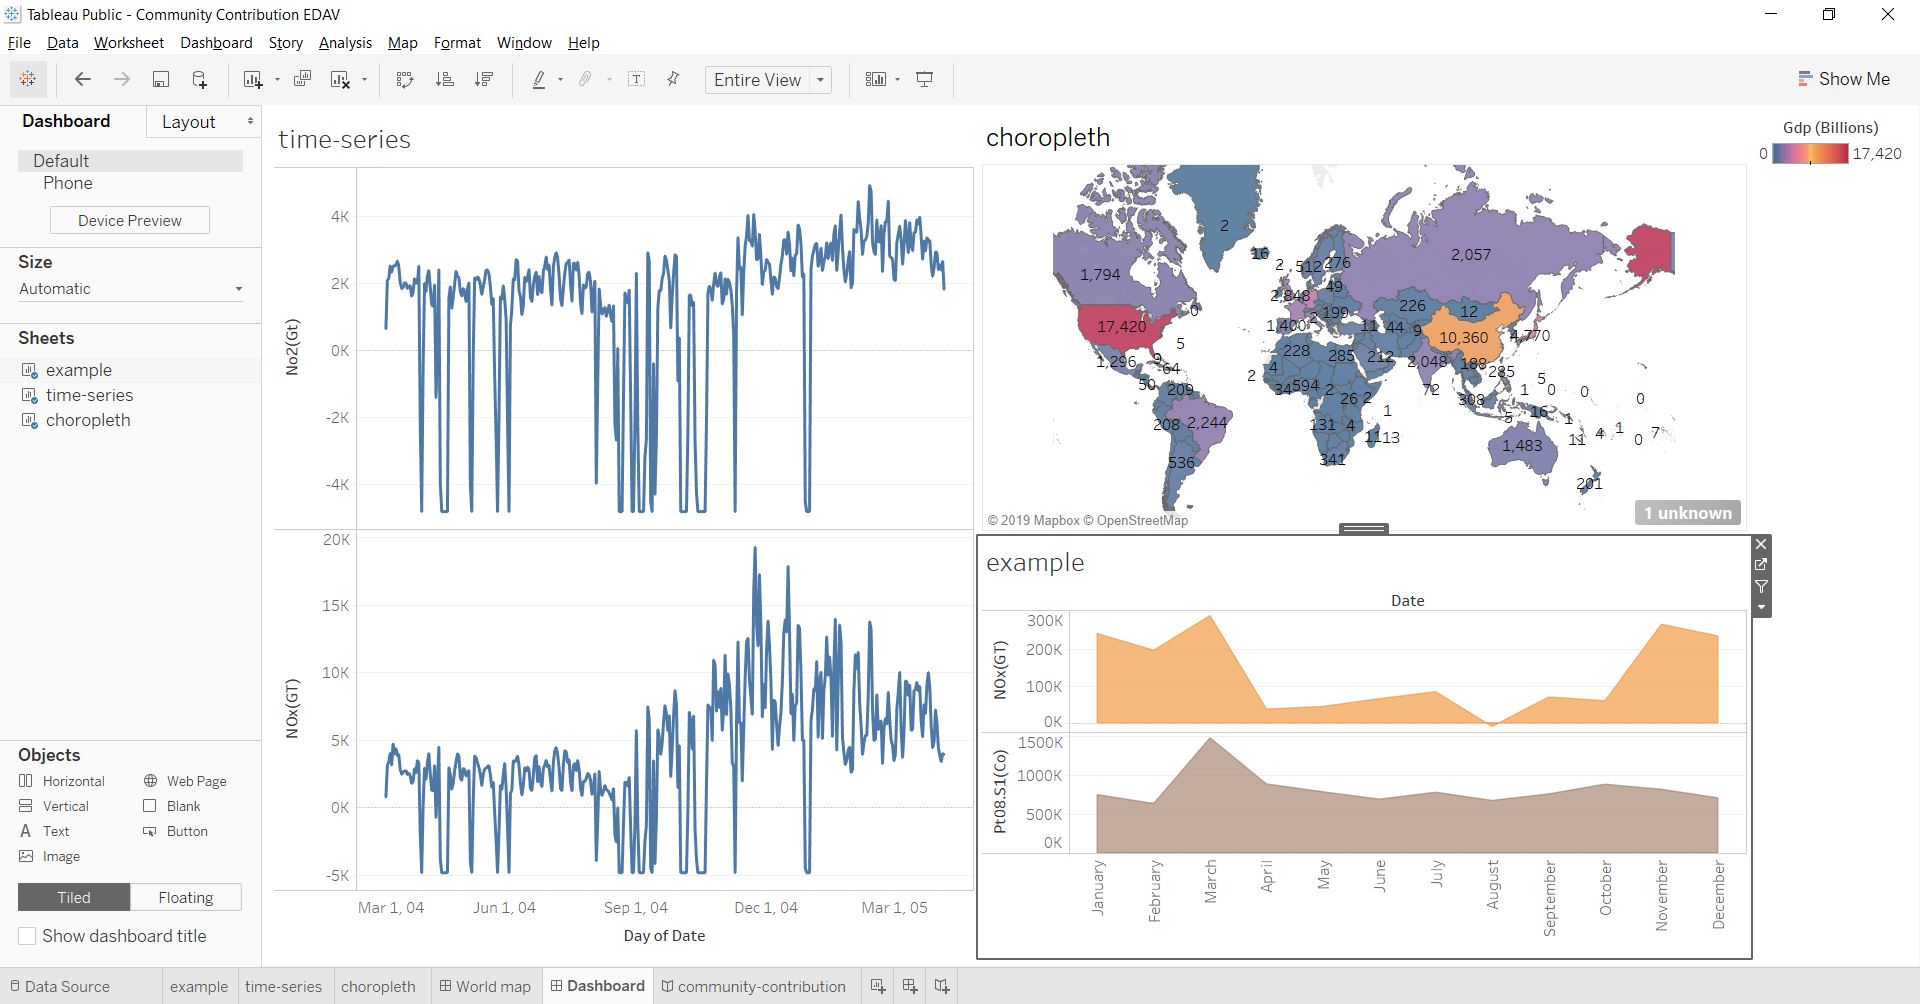 Tableau Public - Community Contribution EDAV
File Data Worksheet Dashboard Story Analysis Map Format Window Help
Entire View
Show Me
Dashboard
Layout
Default
Phone
Device Preview
Size
Automatic
Sheets
example
time-series
choropleth
Objects
Horizontal
Web Page
Vertical
Blank
Text
Button
Image
Tiled
Floating
Show dashboard title
time-series
No2(Gt)
4K
2K
0K
-2K
-4K
NOx(GT)
20K
15K
10K
5K
0K
-5K
Mar 1, 04 Jun 1, 04 Sep 1, 04 Dec 1, 04 Mar 1, 05
Day of Date
choropleth
2
16
2
512
276
2,057
1,794
49
2,848
199
226
12
0
17,420
1,400
2
11
44
9
10,360
4,770
5
228
285
212
2,048
188
285
1,296
9
64
4
50
209
2
34
594
2
26
2
72
308
5
1
0
0
0
208
2,244
131
4
1
1113
5
16
1
1,483
11
4
1
0
7
536
341
201
© 2019 Mapbox © OpenStreetMap
1 unknown
Gdp (Billions)
0 17,420
example
Date
NOx(GT)
300K
200K
100K
0K
Pt08.S1(Co)
1500K
1000K
500K
0K
January
February
March
April
May
June
July
August
September
October
November
December
Data Source example time-series choropleth World map Dashboard community-contribution